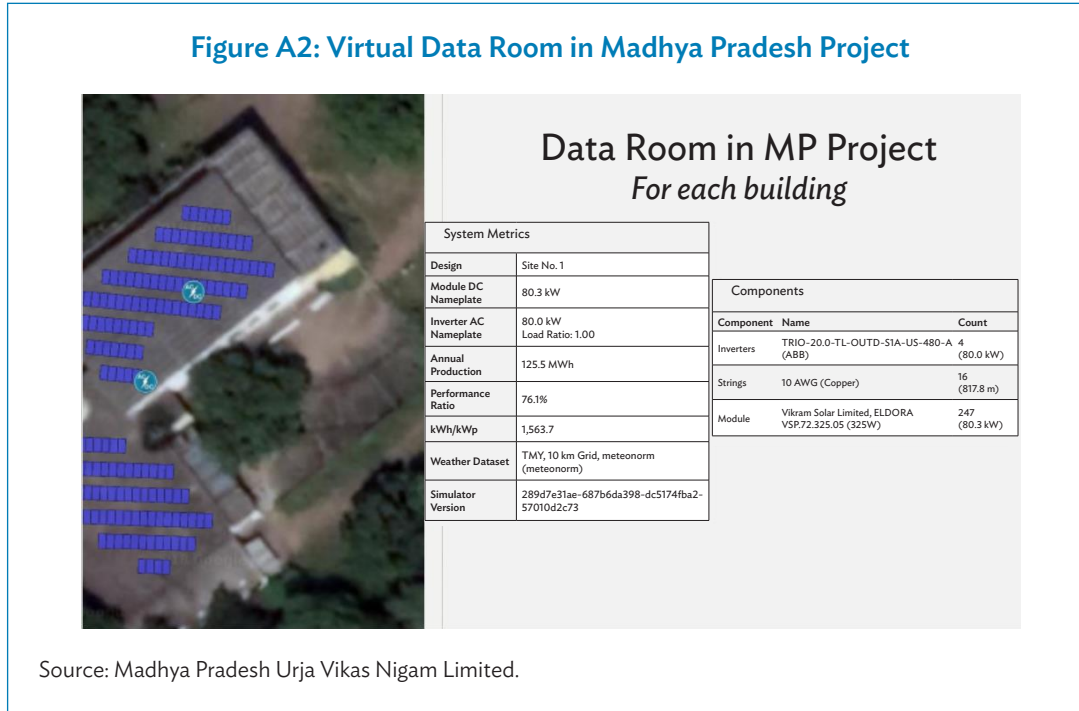 Figure A2: Virtual Data Room in Madhya Pradesh Project
Data Room in MP Project
For each building
System Metrics
Design Site No. 1
Module DC
Nameplate 80.3 kW
Inverter AC
Nameplate 80.0 kW
Load Ratio: 1.00
Annual
Production 125.5 MWh
Performance
Ratio 76.1%
kWh/kWp 1,563.7
Weather Dataset TMY, 10 km Grid, meteonorm
(meteonorm)
Simulator
Version 289d7e31ae-687b6da398-dc5174fba2-
57010d2c73
Components
Component Name Count
Inverters TRIO-20.0-TL-OUTD-S1A-US-480-A 4
(ABB) (80.0 kW)
Strings 10 AWG (Copper) 16
(817.8 m)
Module Vikram Solar Limited, ELDORA 247
VSP.72.325.05 (325W) (80.3 kW)
Source: Madhya Pradesh Urja Vikas Nigam Limited.